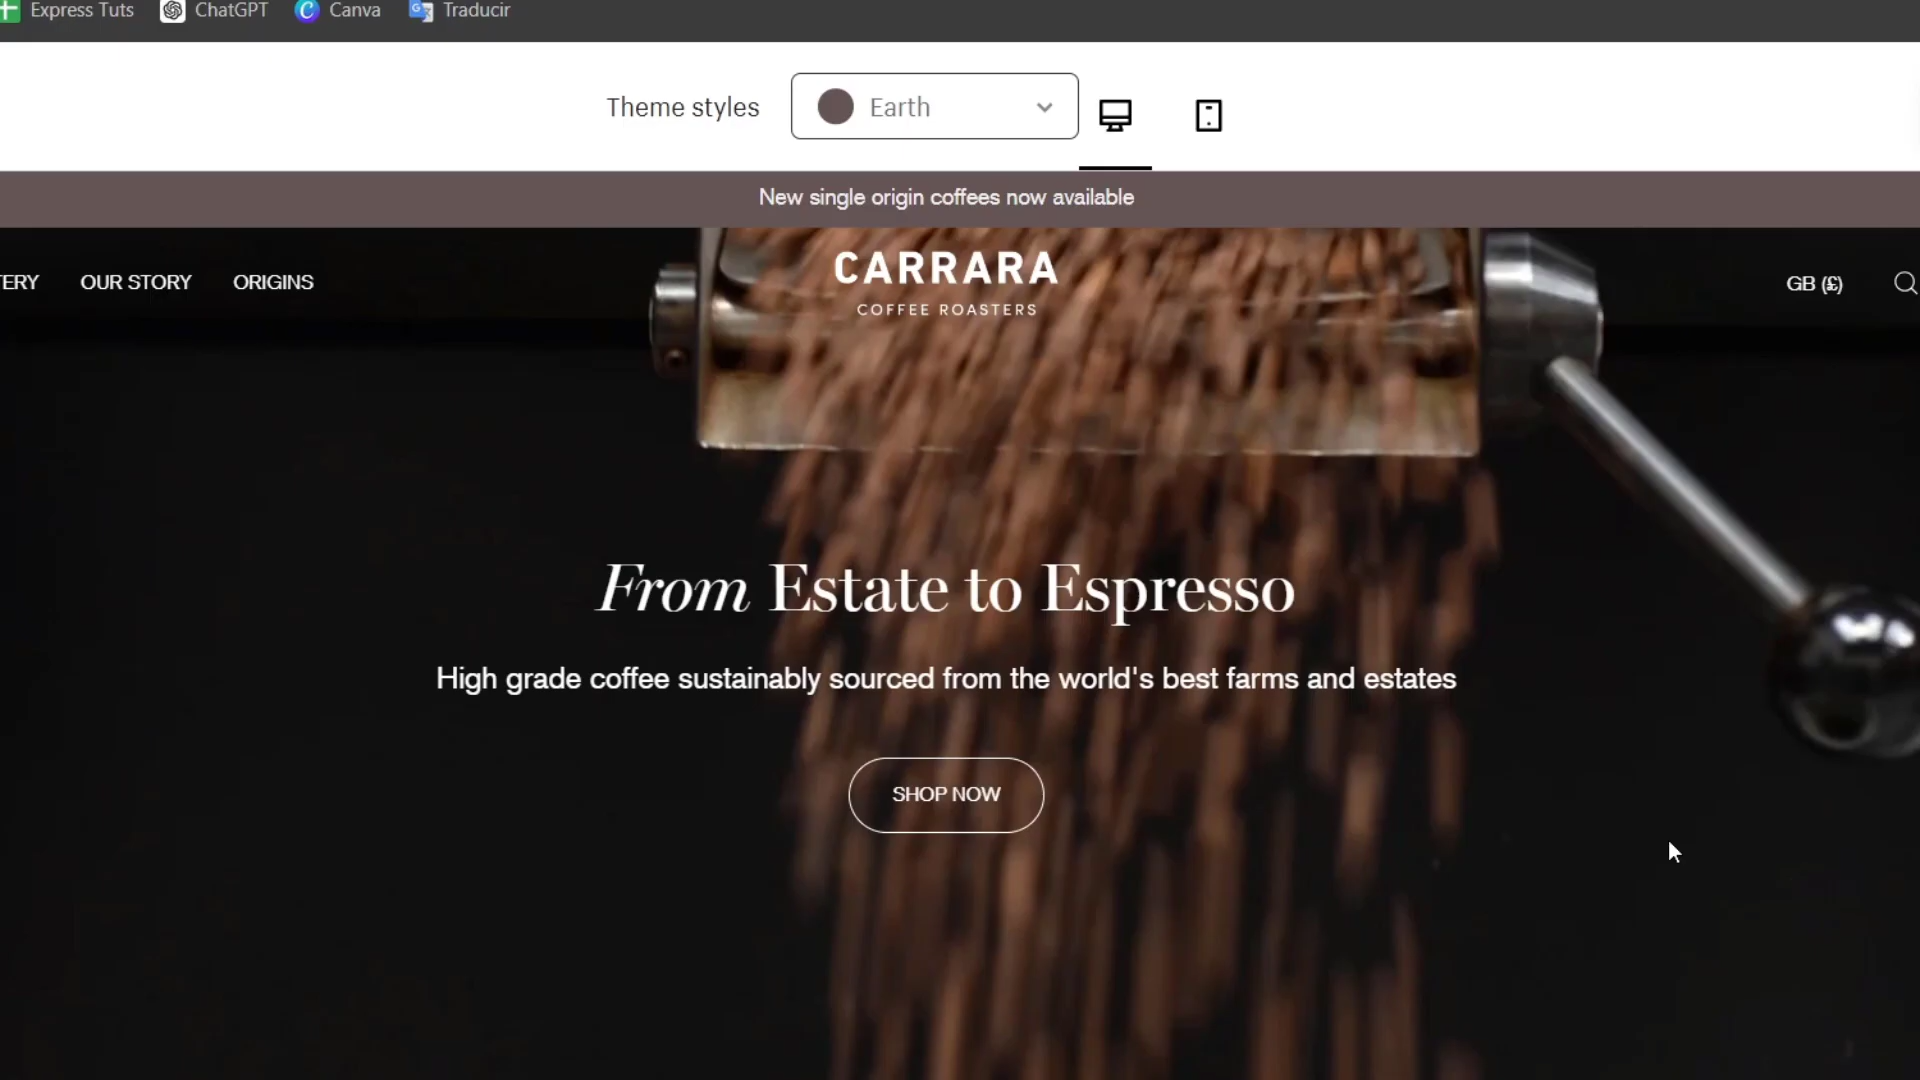 Express Tuts ChatGPT Canva Traducir
Theme styles Earth
New single origin coffees now available
TERY OUR STORY ORIGINS CARRARA GB (£)
COFFEE ROASTERS
From Estate to Espresso
High grade coffee sustainably sourced from the world's best farms and estates
SHOP NOW